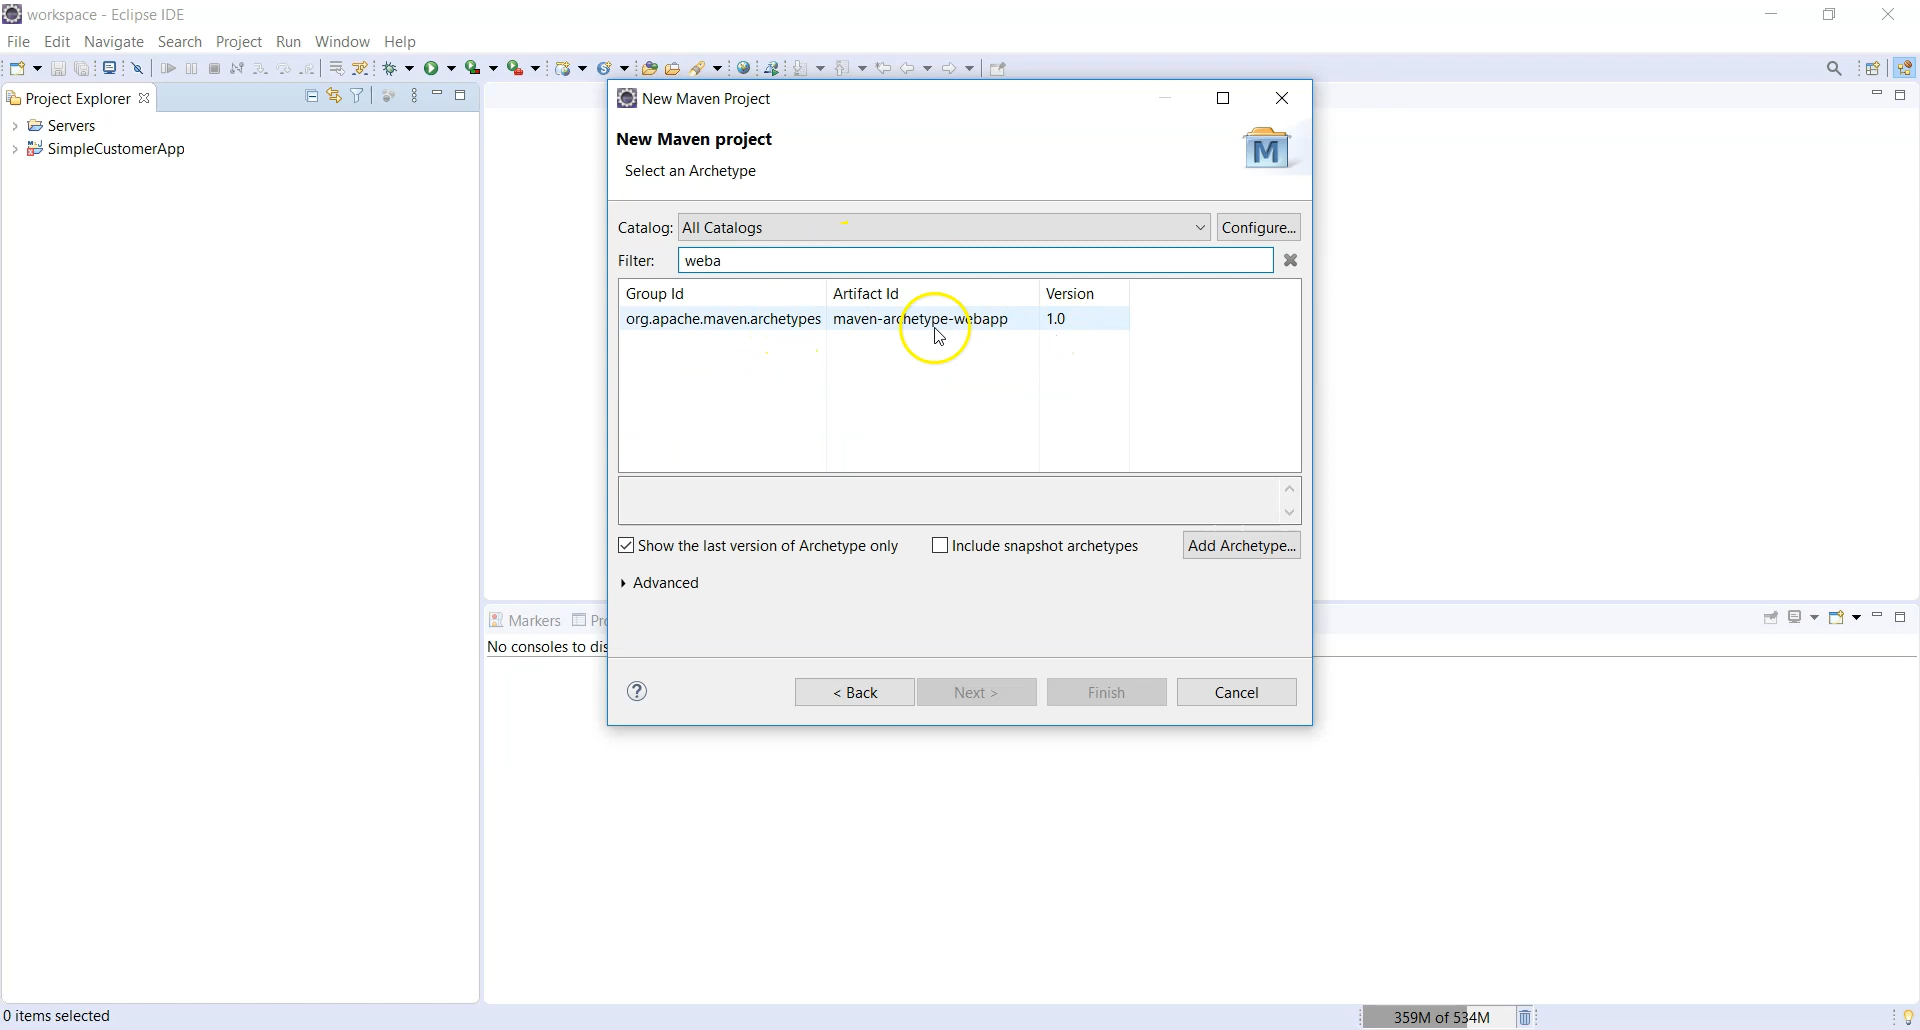 workspace - Eclipse IDE
File Edit Navigate Search Project Run Window Help
Project Explorer
Servers
SimpleCustomerApp
New Maven Project
New Maven project
Select an Archetype
Catalog: All Catalogs Configure...
Filter: weba
Group Id Artifact Id Version
org.apache.maven.archetypes maven-archetype-webapp 1.0
Show the last version of Archetype only Include snapshot archetypes Add Archetype...
Advanced
Markers
No consoles to
< Back Next > Finish Cancel
0 items selected
359M of 534M